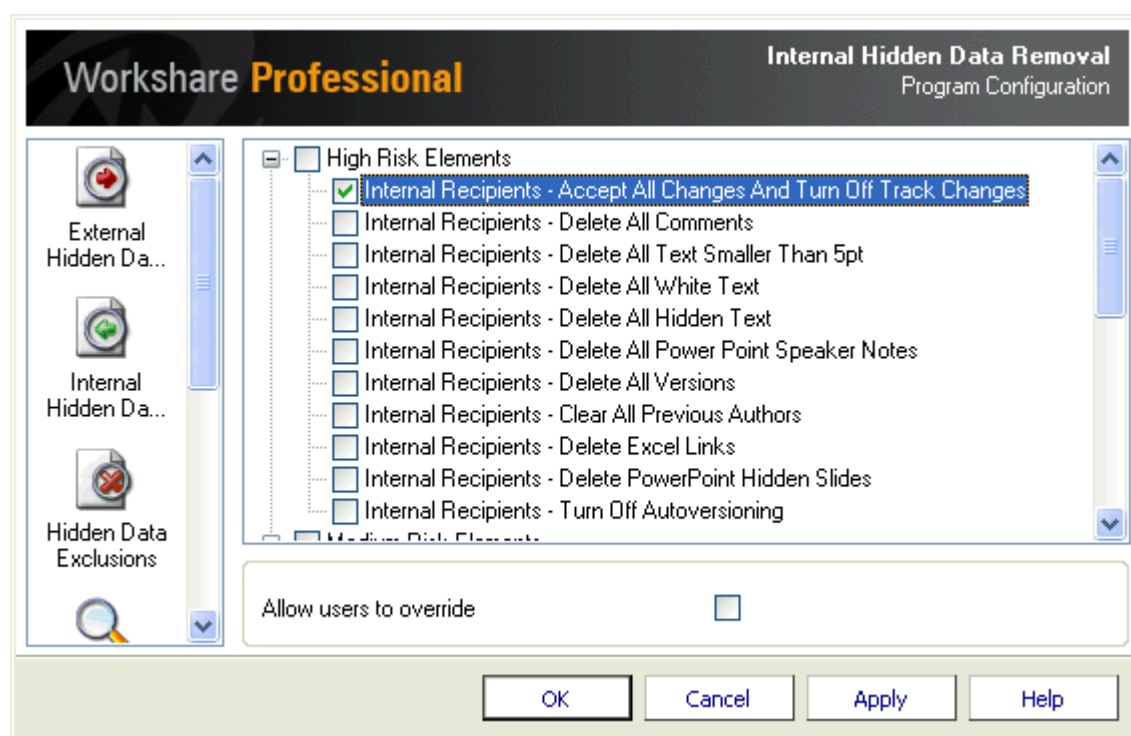 Workshare Professional
Internal Hidden Data Removal
Program Configuration
External
Hidden Da...
Internal
Hidden Da...
Hidden Data
Exclusions
High Risk Elements
Internal Recipients - Accept All Changes And Turn Off Track Changes
Internal Recipients - Delete All Comments
Internal Recipients - Delete All Text Smaller Than 5pt
Internal Recipients - Delete All White Text
Internal Recipients - Delete All Hidden Text
Internal Recipients - Delete All Power Point Speaker Notes
Internal Recipients - Delete All Versions
Internal Recipients - Clear All Previous Authors
Internal Recipients - Delete Excel Links
Internal Recipients - Delete PowerPoint Hidden Slides
Internal Recipients - Turn Off Autoversioning
Medium Risk Elements
Allow users to override
OK
Cancel
Apply
Help